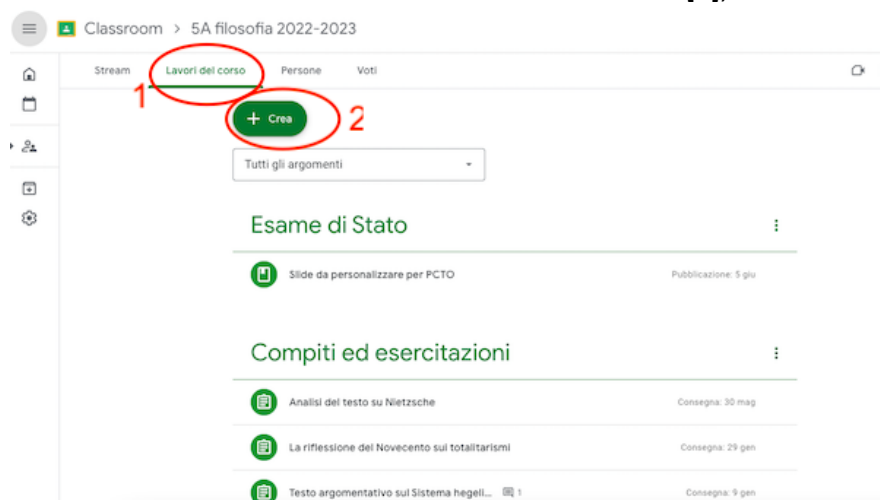 Classroom > 5A filosofia 2022-2023
Stream Lavori del corso Persone Voti
1
+ Crea 2
Tutti gli argomenti
Esame di Stato
Slide da personalizzare per PCTO Pubblicazione: 5 giu
Compiti ed esercitazioni
Analisi del testo su Nietzsche Consegna: 30 mag
La riflessione del Novecento sui totalitarismi Consegna: 29 gen
Testo argomentativo sul Sistema hegeli... 1 Consegna: 9 gen